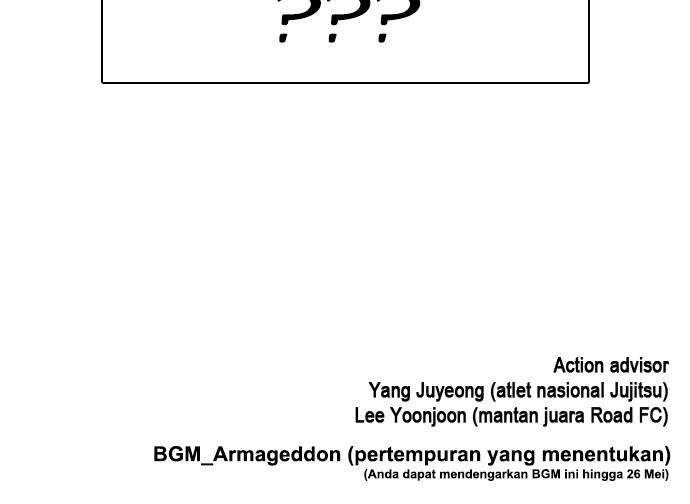 ???
Action advisor
Yang Juyeong (atlet nasional Jujitsu)
Lee Yoonjoon (mantan juara Road FC)
BGM_Armageddon (pertempuran yang menentukan)
(Anda dapat mendengarkan BGM ini hingga 26 Mei)